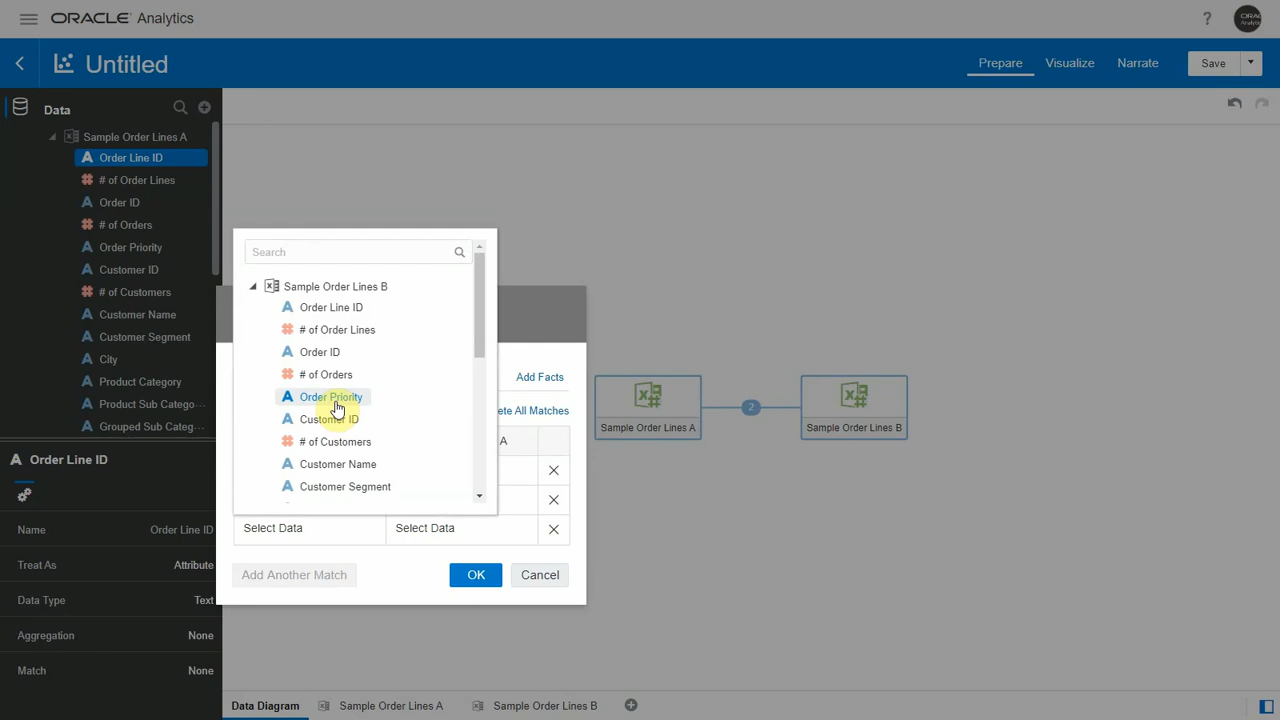 ORACLE Analytics
?
Untitled
Prepare
Visualize
Narrate
Save
Data
Sample Order Lines A
A Order Line ID
# of Order Lines
A Order ID
# of Orders
A Order Priority
A Customer ID
# of Customers
A Customer Name
A Customer Segment
A City
A Product Category
A Product Sub Catego...
A Grouped Sub Categ...
A Order Line ID
Name Order Line ID
Treat As Attribute
Data Type Text
Aggregation None
Match None
Search
Sample Order Lines B
A Order Line ID
# of Order Lines
A Order ID
# of Orders
A Order Priority
A Customer ID
# of Customers
A Customer Name
A Customer Segment
Add Facts
ete All Matches
A
Select Data Select Data
Add Another Match
OK
Cancel
Sample Order Lines A
2
Sample Order Lines B
Data Diagram
Sample Order Lines A
Sample Order Lines B